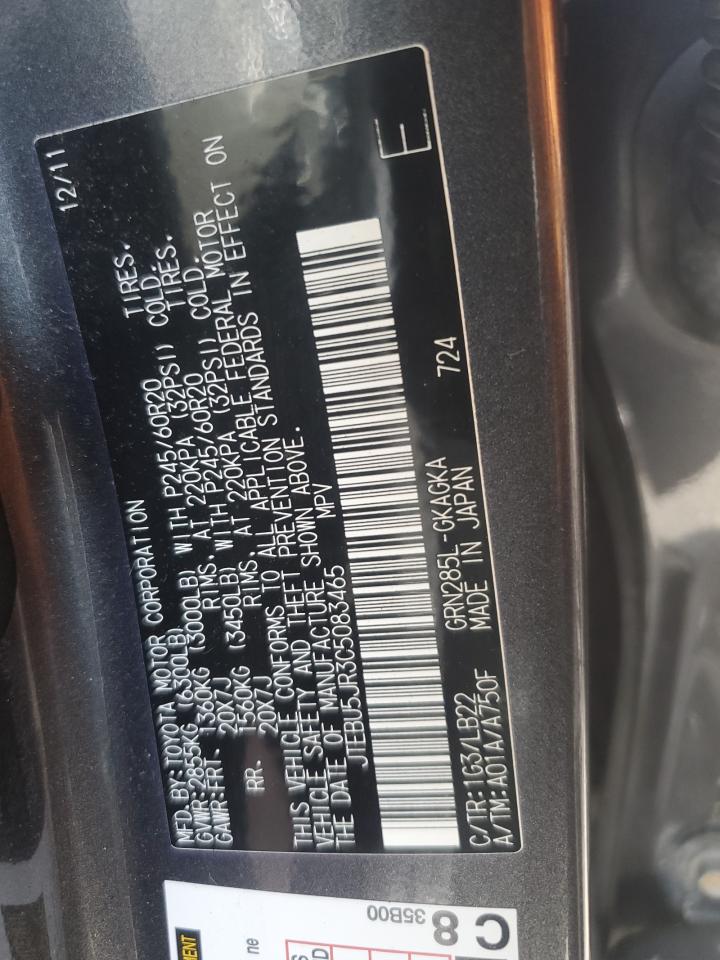 MFD. BY:TOYOTA MOTOR CORPORATION 12/11
GVWR:2855KG (6300LB)
GAWR:FRT. 1360KG (3000LB) WITH P245/60R20 TIRES.
20X7J RIMS, AT 220KPA (32PSI) COLD.
RR. 1560KG (3450LB) WITH P245/60R20 TIRES.
20X7J RIMS, AT 220KPA (32PSI) COLD.
THIS VEHICLE CONFORMS TO ALL APPLICABLE FEDERAL MOTOR
VEHICLE SAFETY AND THEFT PREVENTION STANDARDS IN EFFECT ON
THE DATE OF MANUFACTURE SHOWN ABOVE.
JTEBU5JR3C5083465 MPV
E
C/TR:1G3/LB22 GRN285L-GKAGKA 724
A/TM:A01A/A750F MADE IN JAPAN
C8
35B00
ne